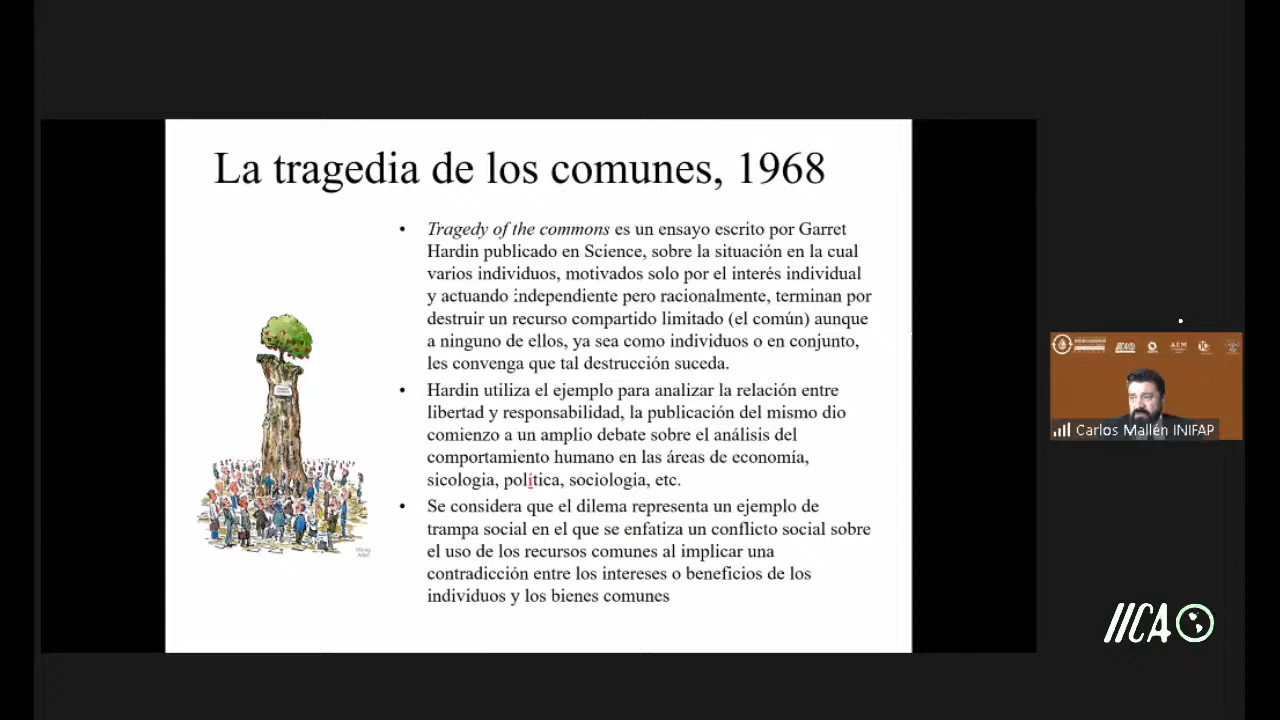 La tragedia de los comunes, 1968
• Tragedy of the commons es un ensayo escrito por Garret
Hardin publicado en Science, sobre la situación en la cual
varios individuos, motivados solo por el interés individual
y actuando independiente pero racionalmente, terminan por
destruir un recurso compartido limitado (el común) aunque
a ninguno de ellos, ya sea como individuos o en conjunto,
les convenga que tal destrucción suceda.
• Hardin utiliza el ejemplo para analizar la relación entre
libertad y responsabilidad, la publicación del mismo dio
comienzo a un amplio debate sobre el análisis del
comportamiento humano en las áreas de economía,
sicologia, política, sociologia, etc.
• Se considera que el dilema representa un ejemplo de
trampa social en el que se enfatiza un conflicto social sobre
el uso de los recursos comunes al implicar una
contradicción entre los intereses o beneficios de los
individuos y los bienes comunes
IICA
AEM
Carlos Mallén INIFAP
IICA